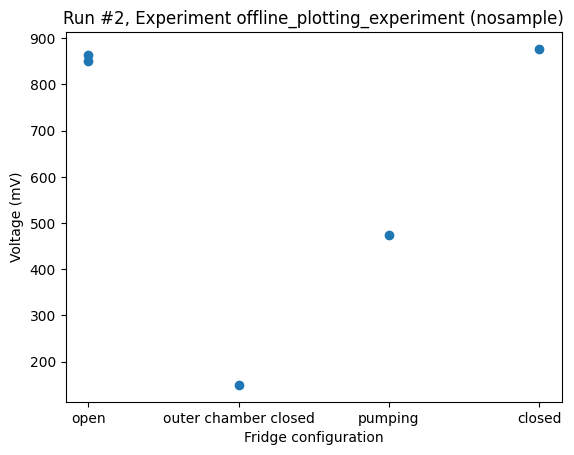 Run #2, Experiment offline_plotting_experiment (nosample)
900
800
700
600
500
400
300
200
Voltage (mV)
open
outer chamber closed
pumping
closed
Fridge configuration